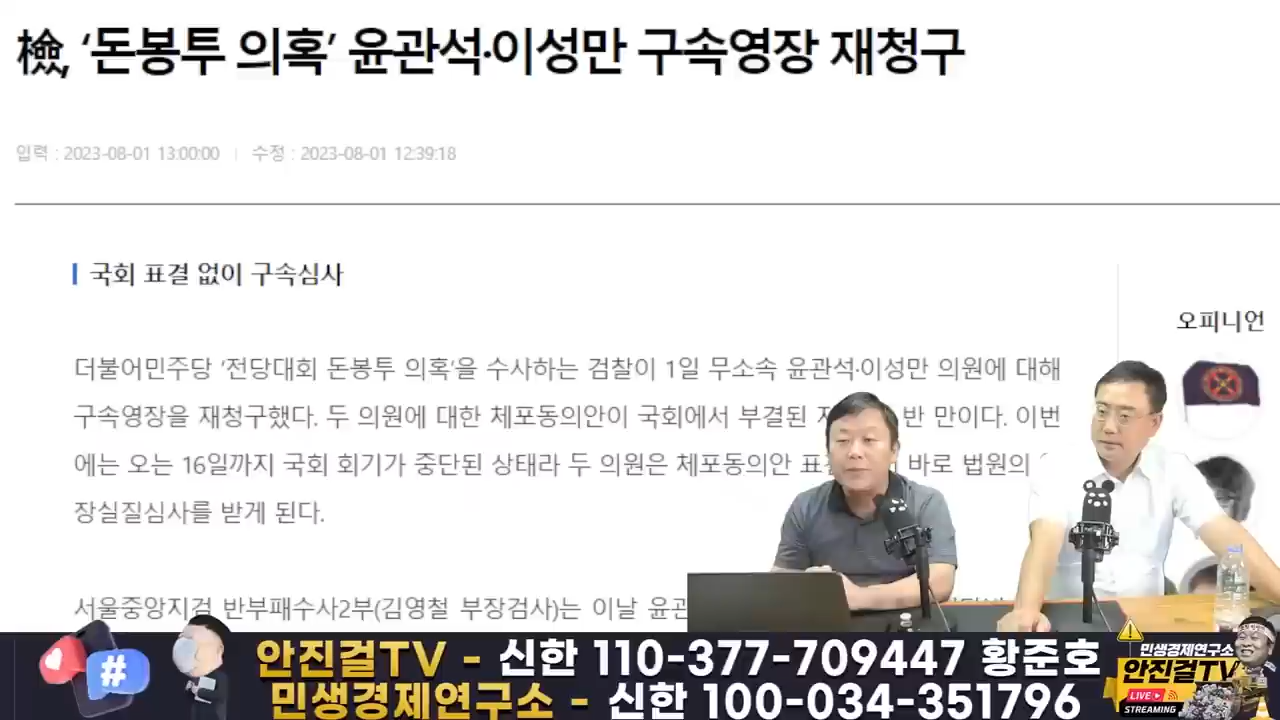 檢, ‘돈봉투 의혹’ 윤관석·이성만 구속영장 재청구
입력 : 2023-08-01 13:00:00 | 수정 : 2023-08-01 12:39:18
국회 표결 없이 구속심사
오피니언
더불어민주당 ‘전당대회 돈봉투 의혹’을 수사하는 검찰이 1일 무소속 윤관석·이성만 의원에 대해
구속영장을 재청구했다. 두 의원에 대한 체포동의안이 국회에서 부결된 반 만이다. 이번
에는 오는 16일까지 국회 회기가 중단된 상태라 두 의원은 체포동의안 바로 법원의
장실질심사를 받게 된다.
서울중앙지검 반부패수사2부(김영철 부장검사)는 이날
#
안진걸TV - 신한 110-377-709447 황준호
민생경제연구소 - 신한 100-034-351796
민생경제연구소
안진걸TV
LIVE
STREAMING